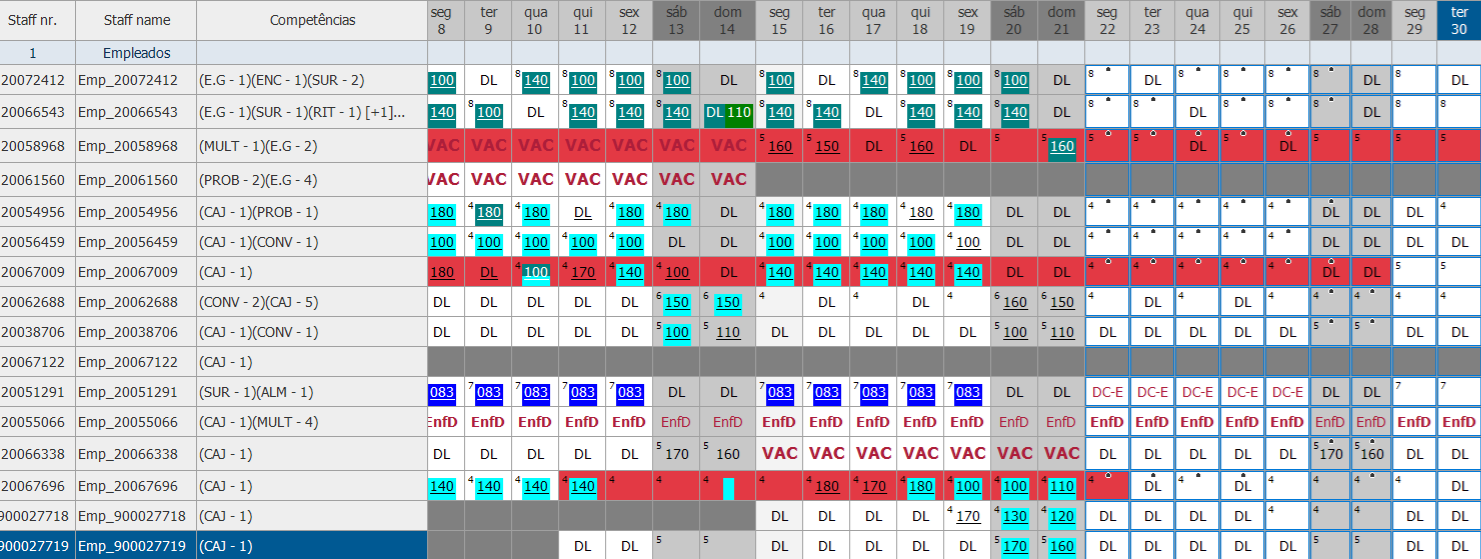 Staff nr. Staff name Competências seg 8 ter 9 qua 10 qui 11 sex 12 sáb 13 dom 14 seg 15 ter 16 qua 17 qui 18 sex 19 sáb 20 dom 21 seg 22 ter 23 qua 24 qui 25 sex 26 sáb 27 dom 28 seg 29 ter 30
1 Empleados
20072412 Emp_20072412 (E.G - 1)(ENC - 1)(SUR - 2) 100 DL 8 140 8 100 8 100 8 100 DL 8 100 DL 8 140 8 100 8 100 8 100 DL 8 DL 8 8 8 8 DL 8 DL
20066543 Emp_20066543 (E.G - 1)(SUR - 1)(RIT - 1) [+1]... 140 8 100 DL 8 140 8 140 8 140 DL 110 8 140 8 140 DL 8 140 8 140 8 140 DL 8 8 DL 8 8 8 DL 8 8
20058968 Emp_20058968 (MULT - 1)(E.G - 2) VAC VAC VAC VAC VAC VAC VAC 5 160 5 150 DL 5 160 DL 5 5 160 5 5 5 DL 5 5 DL 5 5 5 5
20061560 Emp_20061560 (PROB - 2)(E.G - 4) VAC VAC VAC VAC VAC VAC VAC
20054956 Emp_20054956 (CAJ - 1)(PROB - 1) 180 4 180 4 180 DL 4 180 4 180 DL 4 180 4 180 4 180 4 180 4 180 DL DL 4 4 4 4 4 DL DL DL 4
20056459 Emp_20056459 (CAJ - 1)(CONV - 1) 100 4 100 4 100 4 100 4 100 DL DL 4 100 4 100 4 100 4 100 4 100 DL DL 4 4 4 4 4 DL DL DL DL
20067009 Emp_20067009 (CAJ - 1) 180 DL 4 100 4 170 4 140 4 100 DL 4 140 4 140 4 140 4 140 4 140 DL DL 4 4 4 4 4 DL DL 5 5
20062688 Emp_20062688 (CONV - 2)(CAJ - 5) DL DL DL DL DL 6 150 6 150 4 DL 4 DL 4 6 160 6 150 4 DL 4 DL 4 4 4 4 DL
20038706 Emp_20038706 (CAJ - 1)(CONV - 1) DL DL DL DL DL 5 100 5 110 DL DL DL DL DL 5 100 5 110 DL DL DL DL DL 5 5 DL DL
20067122 Emp_20067122 (CAJ - 1)
20051291 Emp_20051291 (SUR - 1)(ALM - 1) 083 7 083 7 083 7 083 7 083 DL DL 7 083 7 083 7 083 7 083 7 083 DL DL DC-E DC-E DC-E DC-E DC-E DL DL 7 7
20055066 Emp_20055066 (CAJ - 1)(MULT - 4) EnfD EnfD EnfD EnfD EnfD EnfD EnfD EnfD EnfD EnfD EnfD EnfD EnfD EnfD EnfD EnfD EnfD EnfD EnfD EnfD EnfD EnfD EnfD
20066338 Emp_20066338 (CAJ - 1) DL DL DL DL DL 5 170 5 160 VAC VAC VAC VAC VAC VAC VAC DL DL DL DL DL 5 170 5 160 DL DL
20067696 Emp_20067696 (CAJ - 1) 140 4 140 4 140 4 140 4 4 4 4 4 180 4 170 4 180 4 100 4 100 4 110 4 DL 4 DL 4 4 4 4 DL
900027718 Emp_900027718 (CAJ - 1) DL DL DL DL 4 170 4 130 4 120 DL DL DL DL 4 4 4 DL DL
900027719 Emp_900027719 (CAJ - 1) DL DL 5 5 DL DL DL DL DL 5 170 5 160 DL DL DL DL DL 5 5 DL DL